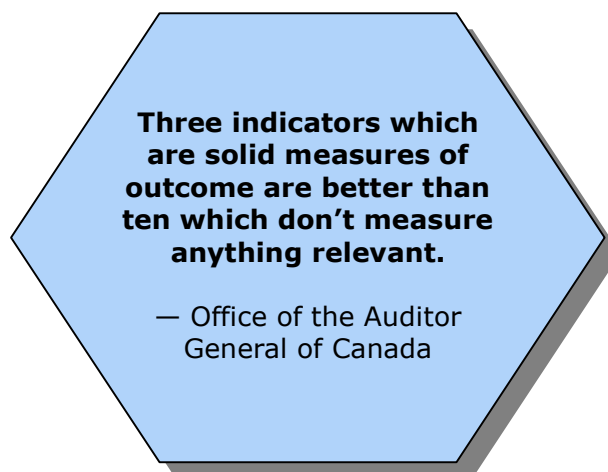 Three indicators which
are solid measures of
outcome are better than
ten which don’t measure
anything relevant.
— Office of the Auditor
General of Canada